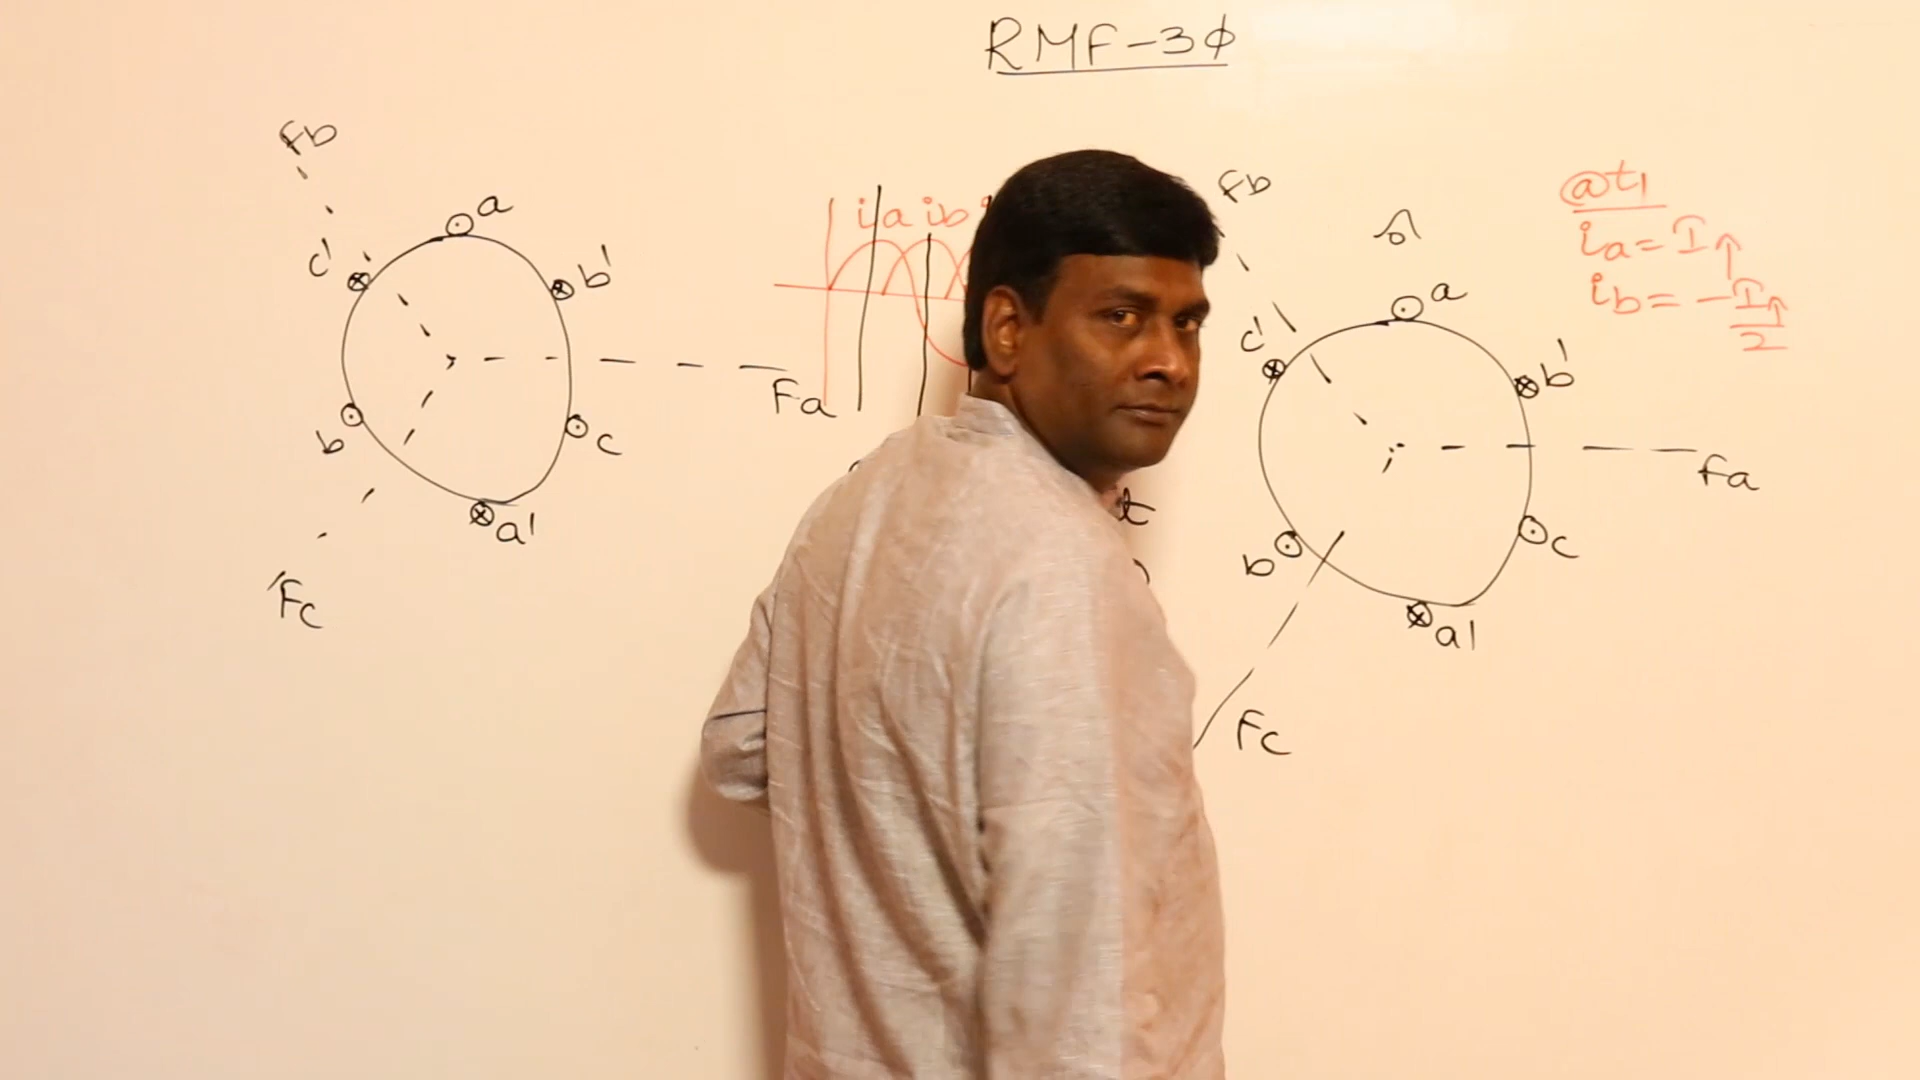 RMF-3ϕ
Fb
a
c'
b'
Fa
b
c
a'
Fc
ia ib
t
Fb
a
c'
b'
Fa
b
c
a'
Fc
@t1
ia = I↑
ib = -I↑/2